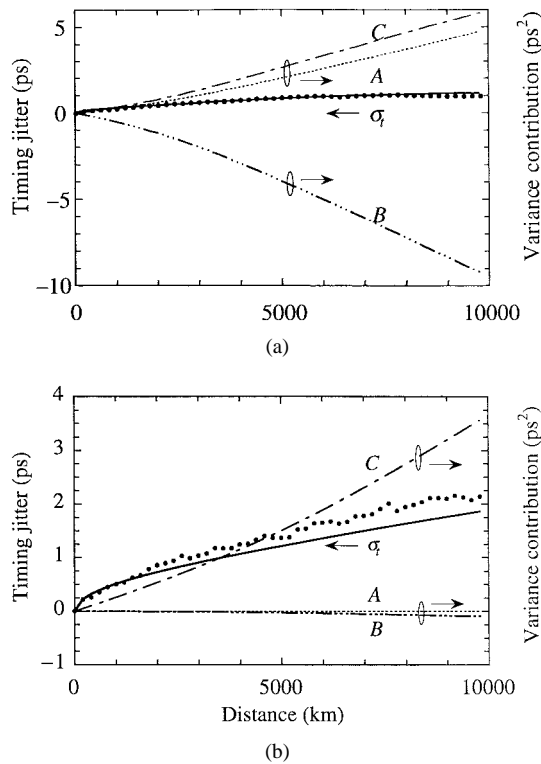 5
0
−5
−10
Timing jitter (ps)
Variance contribution (ps²)
C
A
σt
B
0
5000
10000
(a)
4
3
2
1
0
−1
Timing jitter (ps)
Variance contribution (ps²)
C
σt
A
B
0
5000
10000
Distance (km)
(b)